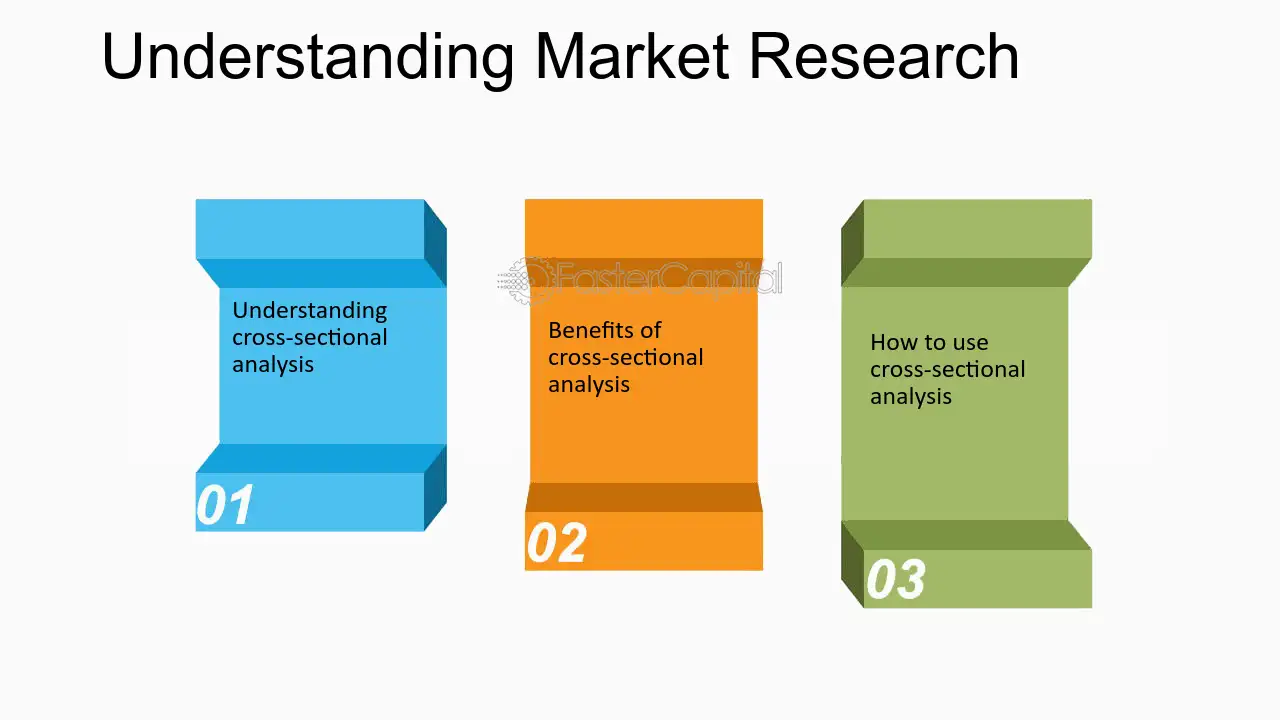 Understanding Market Research
FasterCapital
Understanding
cross-sectional
analysis
01
Benefits of
cross-sectional
analysis
02
How to use
cross-sectional
analysis
03